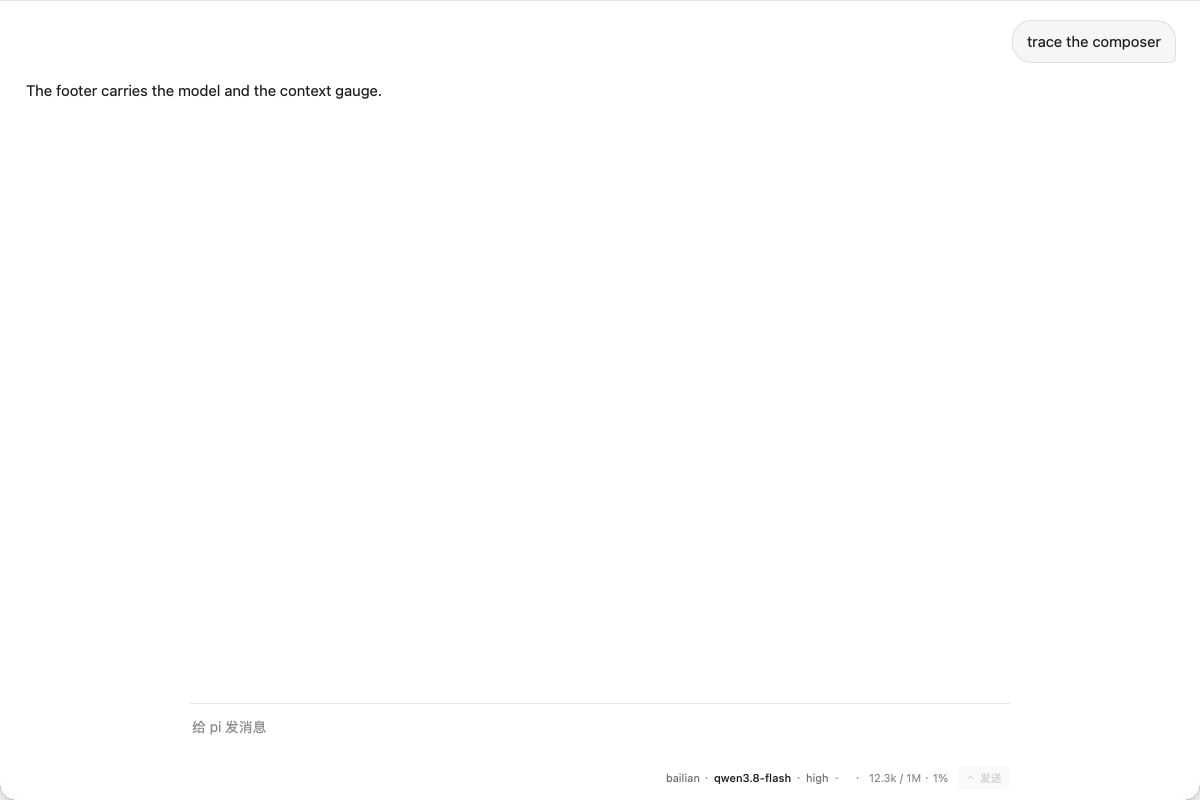 trace the composer
The footer carries the model and the context gauge.
给 pi 发消息
bailian · qwen3.8-flash · high · 12.3k / 1M · 1% 发送